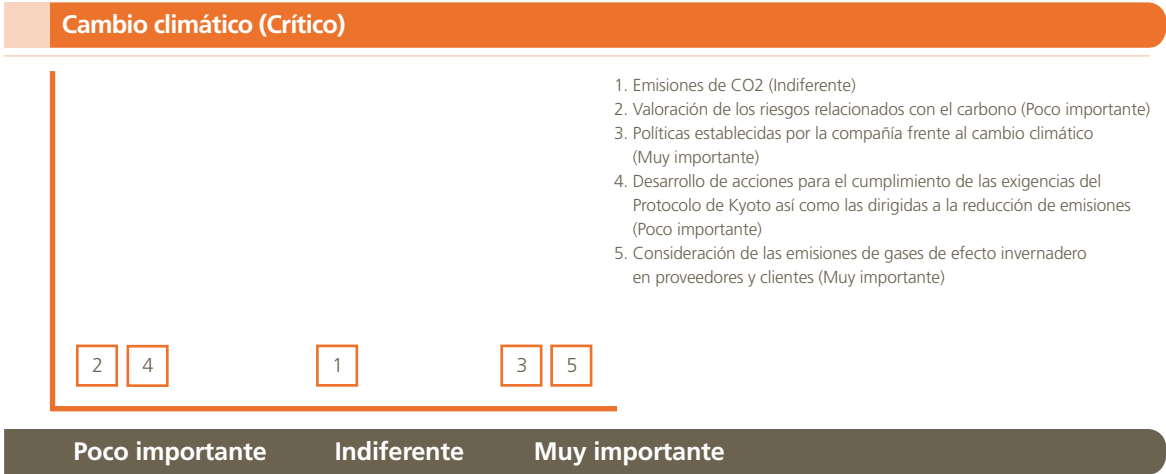 Cambio climático (Crítico)
1. Emisiones de CO2 (Indiferente)
2. Valoración de los riesgos relacionados con el carbono (Poco importante)
3. Políticas establecidas por la compañía frente al cambio climático
(Muy importante)
4. Desarrollo de acciones para el cumplimiento de las exigencias del
Protocolo de Kyoto así como las dirigidas a la reducción de emisiones
(Poco importante)
5. Consideración de las emisiones de gases de efecto invernadero
en proveedores y clientes (Muy importante)
2 4 1 3 5
Poco importante Indiferente Muy importante